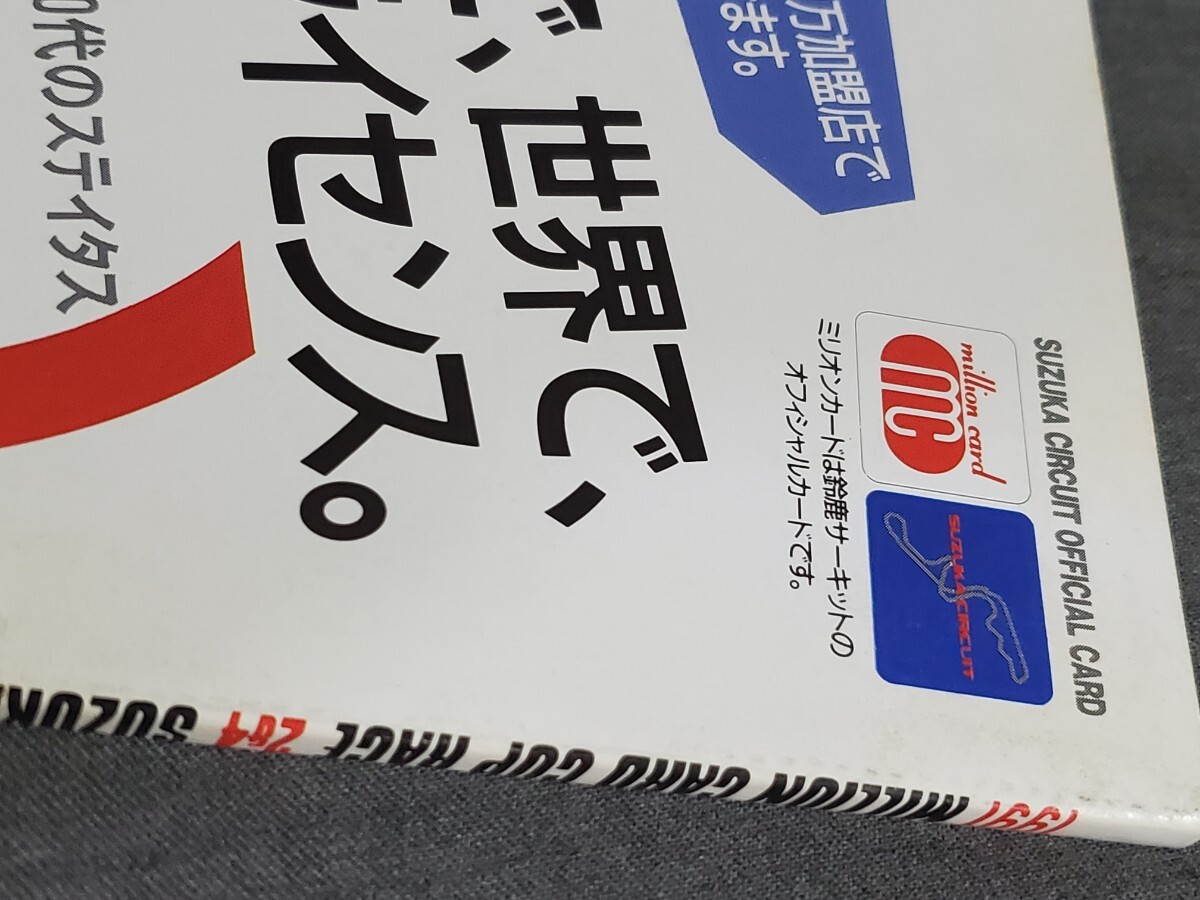 SUZUKA CIRCUIT OFFICIAL CARD
million card
mc
SUZUKA CIRCUIT
ミリオンカードは鈴鹿サーキットの
オフィシャルカードです。
万加盟店で
ます。
で、世界で、
イセンス。
0代のスティタス
1991 MILLION CARD CUP RACE 2&4 SUZUK